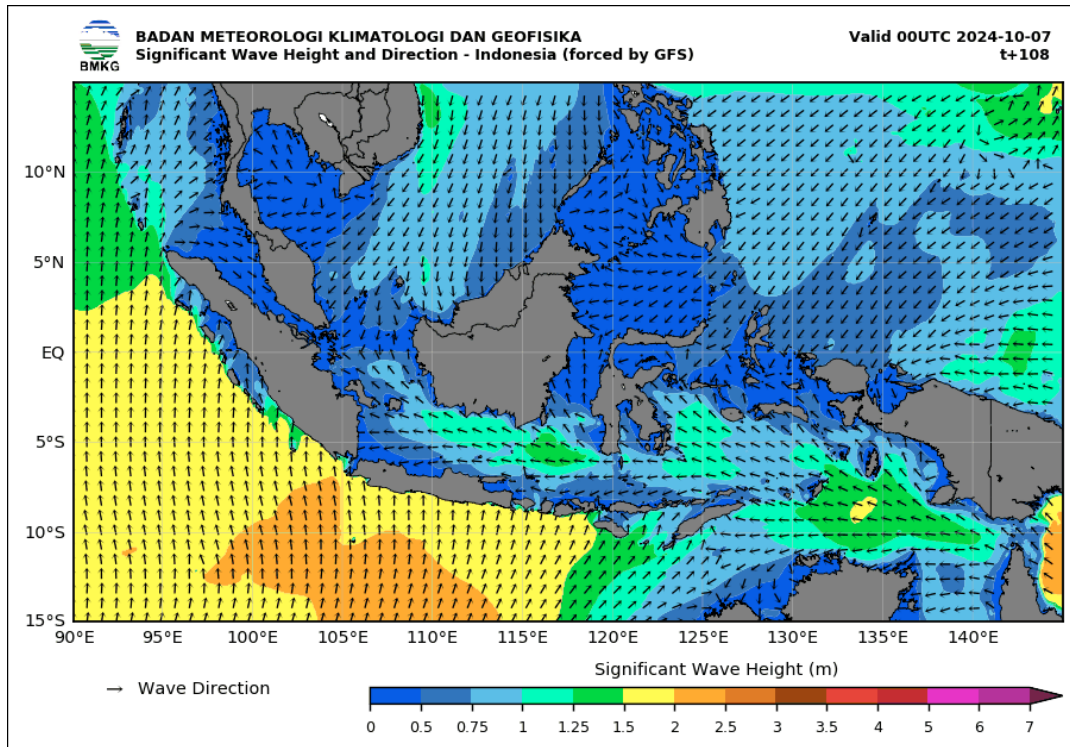 BADAN METEOROLOGI KLIMATOLOGI DAN GEOFISIKA
Significant Wave Height and Direction - Indonesia (forced by GFS)
Valid 00UTC 2024-10-07
t+108
BMKG
10°N
5°N
EQ
5°S
10°S
15°S
90°E 95°E 100°E 105°E 110°E 115°E 120°E 125°E 130°E 135°E 140°E
→ Wave Direction
Significant Wave Height (m)
0 0.5 0.75 1 1.25 1.5 2 2.5 3 3.5 4 5 6 7